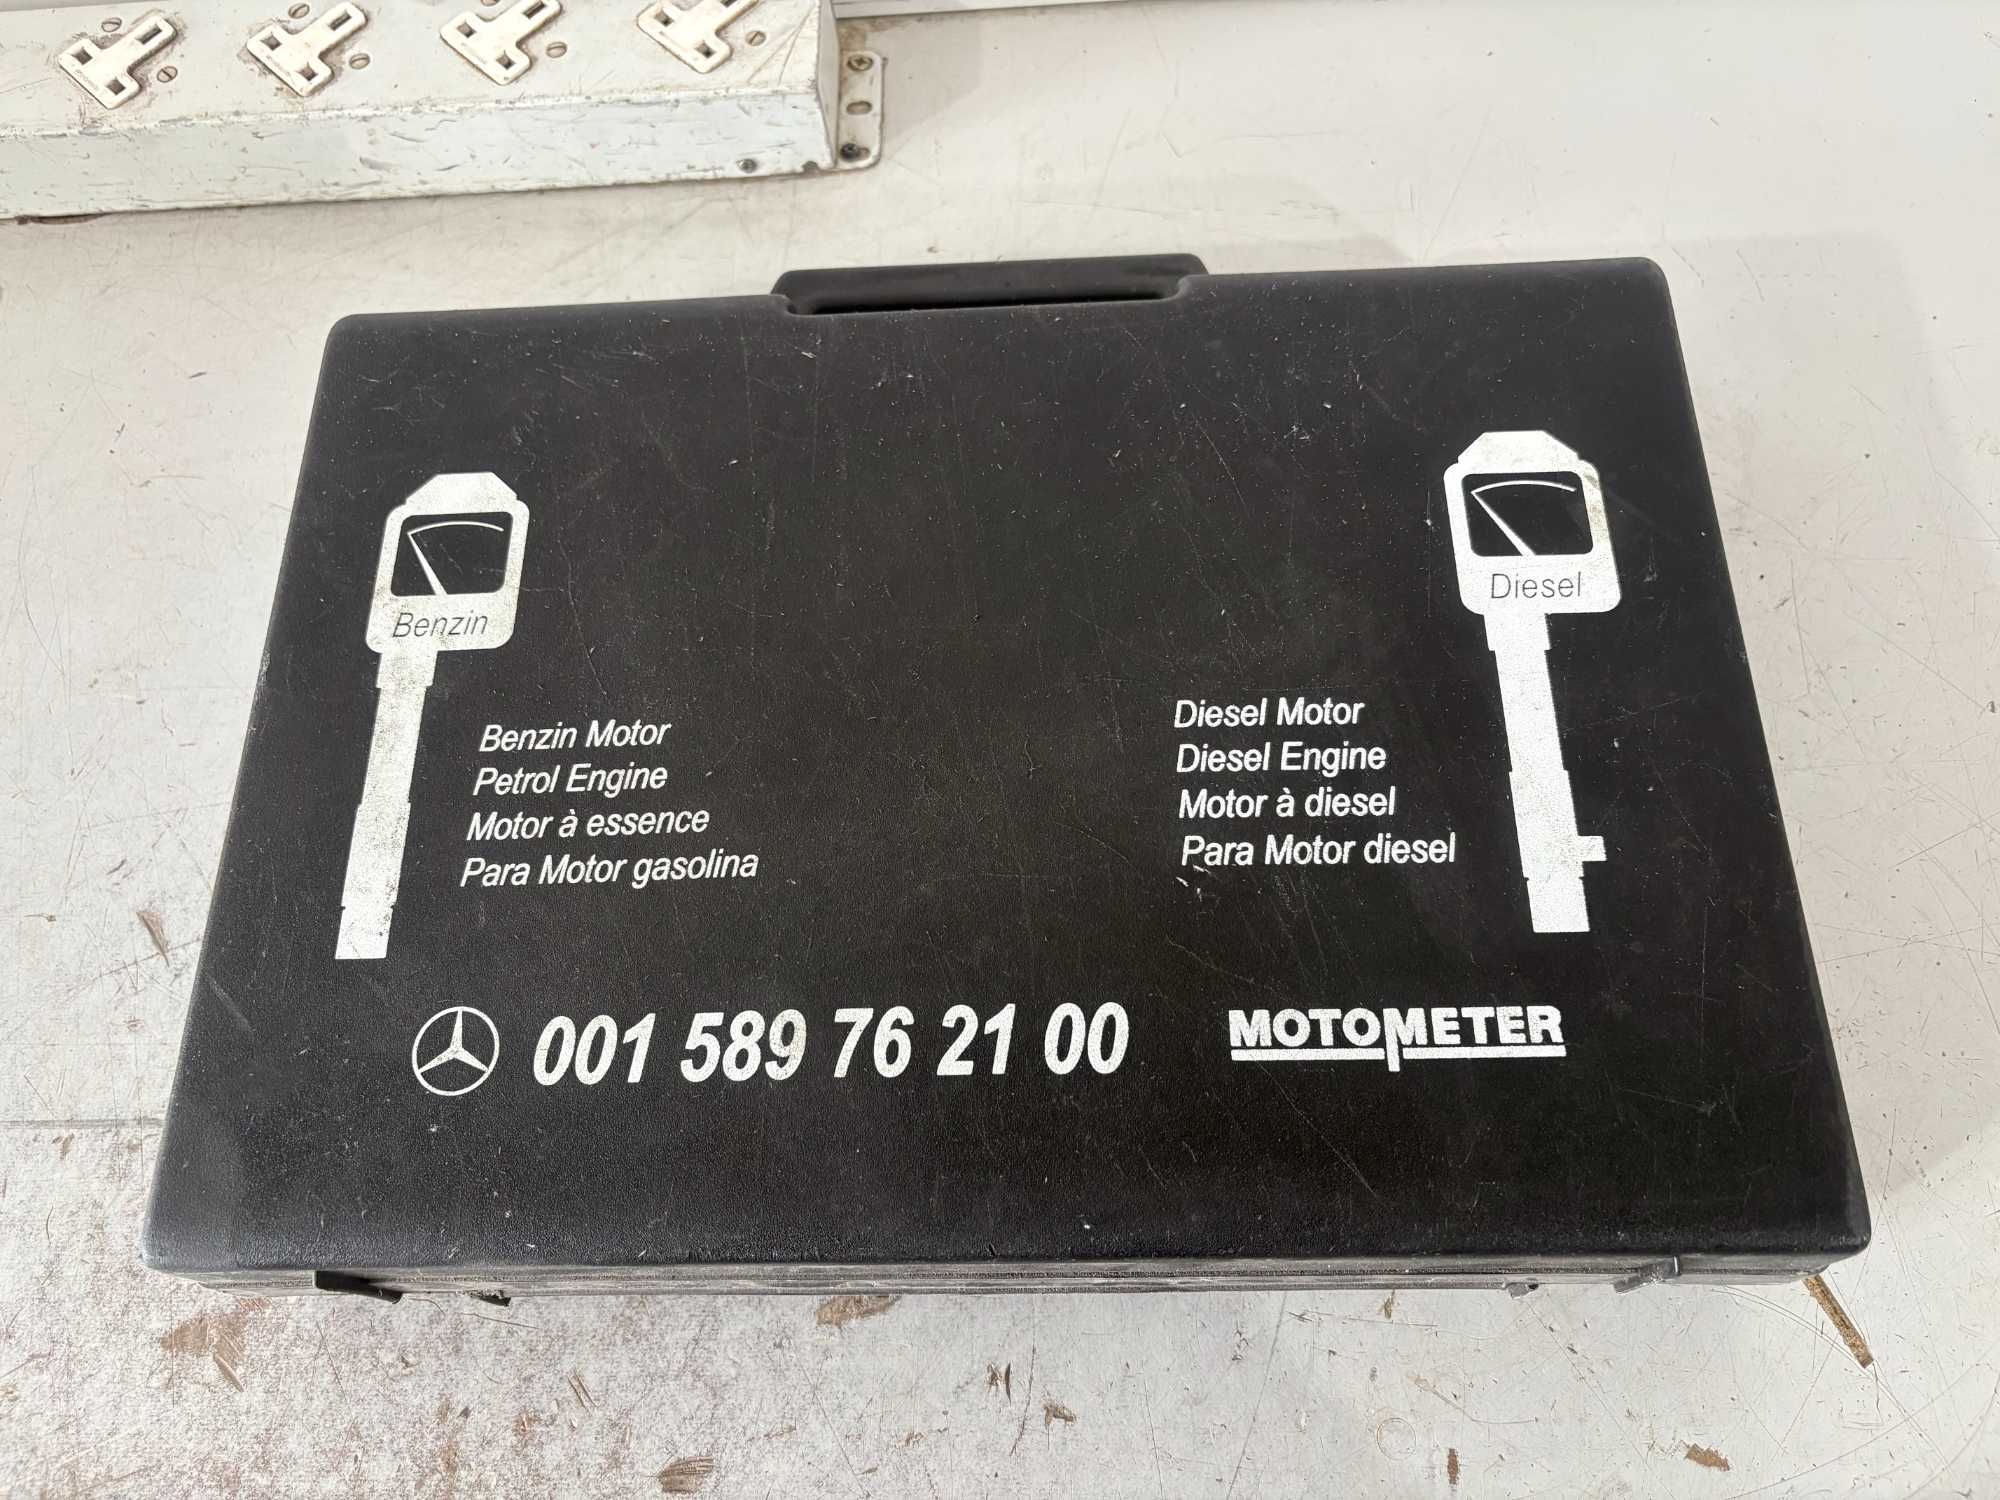 Benzin
Benzin Motor
Petrol Engine
Motor à essence
Para Motor gasolina
Diesel
Diesel Motor
Diesel Engine
Motor à diesel
Para Motor diesel
001 589 76 21 00
MOTOMETER